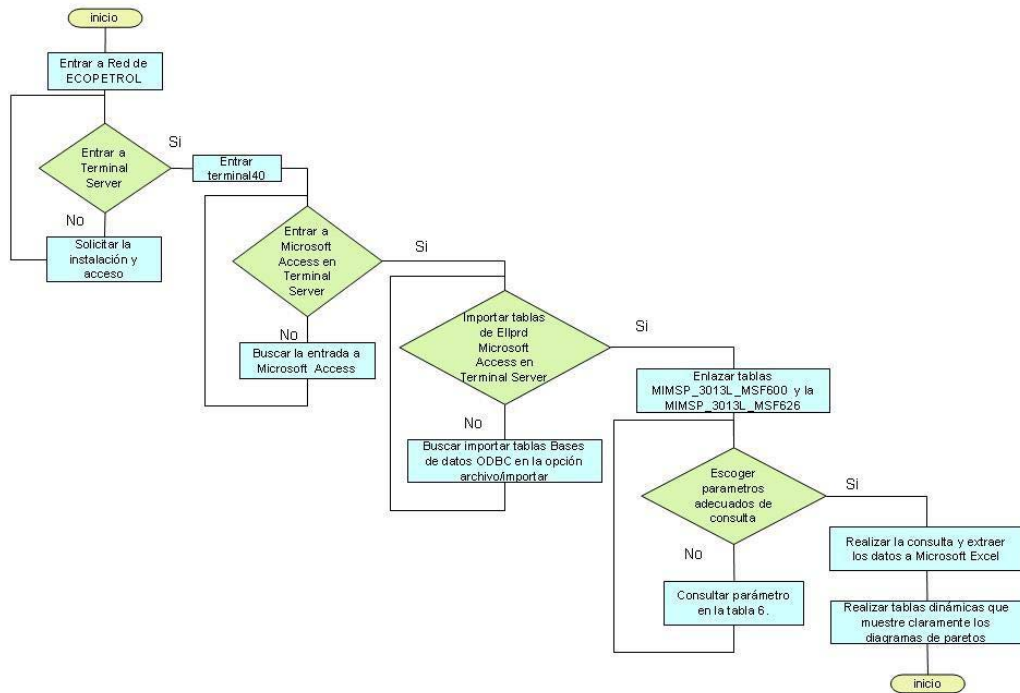 inicio
Entrar a Red de
ECOPETROL
Entrar a
Terminal
Server
Si
No
Solicitar la
instalación y
acceso
Entrar
terminal40
Entrar a
Microsoft
Access en
Terminal
Server
Si
No
Buscar la entrada a
Microsoft Access
Importar tablas
de Ellprd
Microsoft
Access en
Terminal Server
Si
No
Buscar importar tablas Bases
de datos ODBC en la opción
archivo/importar
Enlazar tablas
MIMSP_3013L_MSF600 y la
MIMSP_3013L_MSF626
Escoger
parametros
adecuados de
consulta
Si
No
Consultar parámetro
en la tabla 6.
Realizar la consulta y extraer
los datos a Microsoft Excel
Realizar tablas dinámicas que
muestre claramente los
diagramas de paretos
inicio